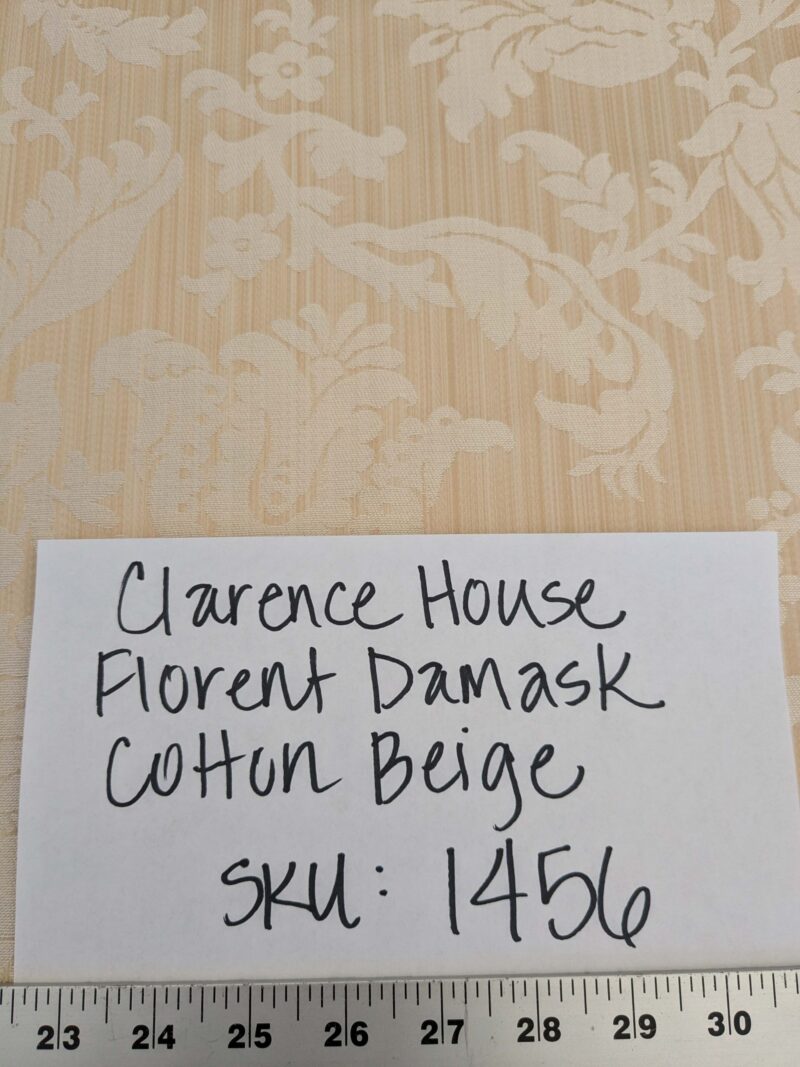 Clarence House
Florent Damask
Cotton Beige
SKU: 1456
23 24 25 26 27 28 29 30